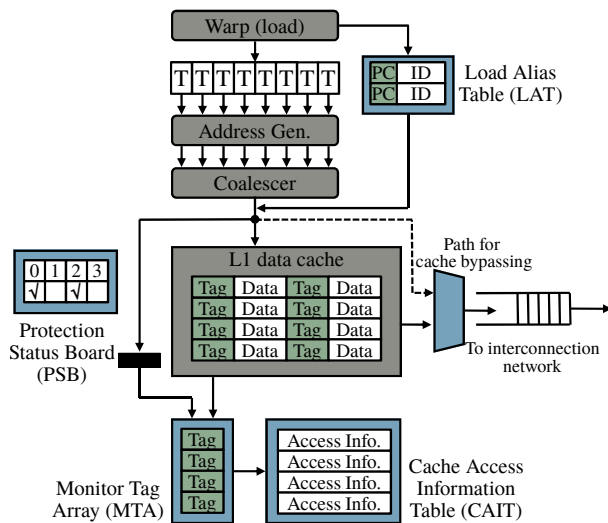 Warp (load)
T T T T T T T T
PC ID
PC ID
Load Alias
Table (LAT)
Address Gen.
Coalescer
Path for
cache bypassing
0 1 2 3
√ √
Protection
Status Board
(PSB)
L1 data cache
Tag Data Tag Data
Tag Data Tag Data
Tag Data Tag Data
Tag Data Tag Data
To interconnection
network
Tag
Tag
Tag
Tag
Monitor Tag
Array (MTA)
Access Info.
Access Info.
Access Info.
Access Info.
Cache Access
Information
Table (CAIT)